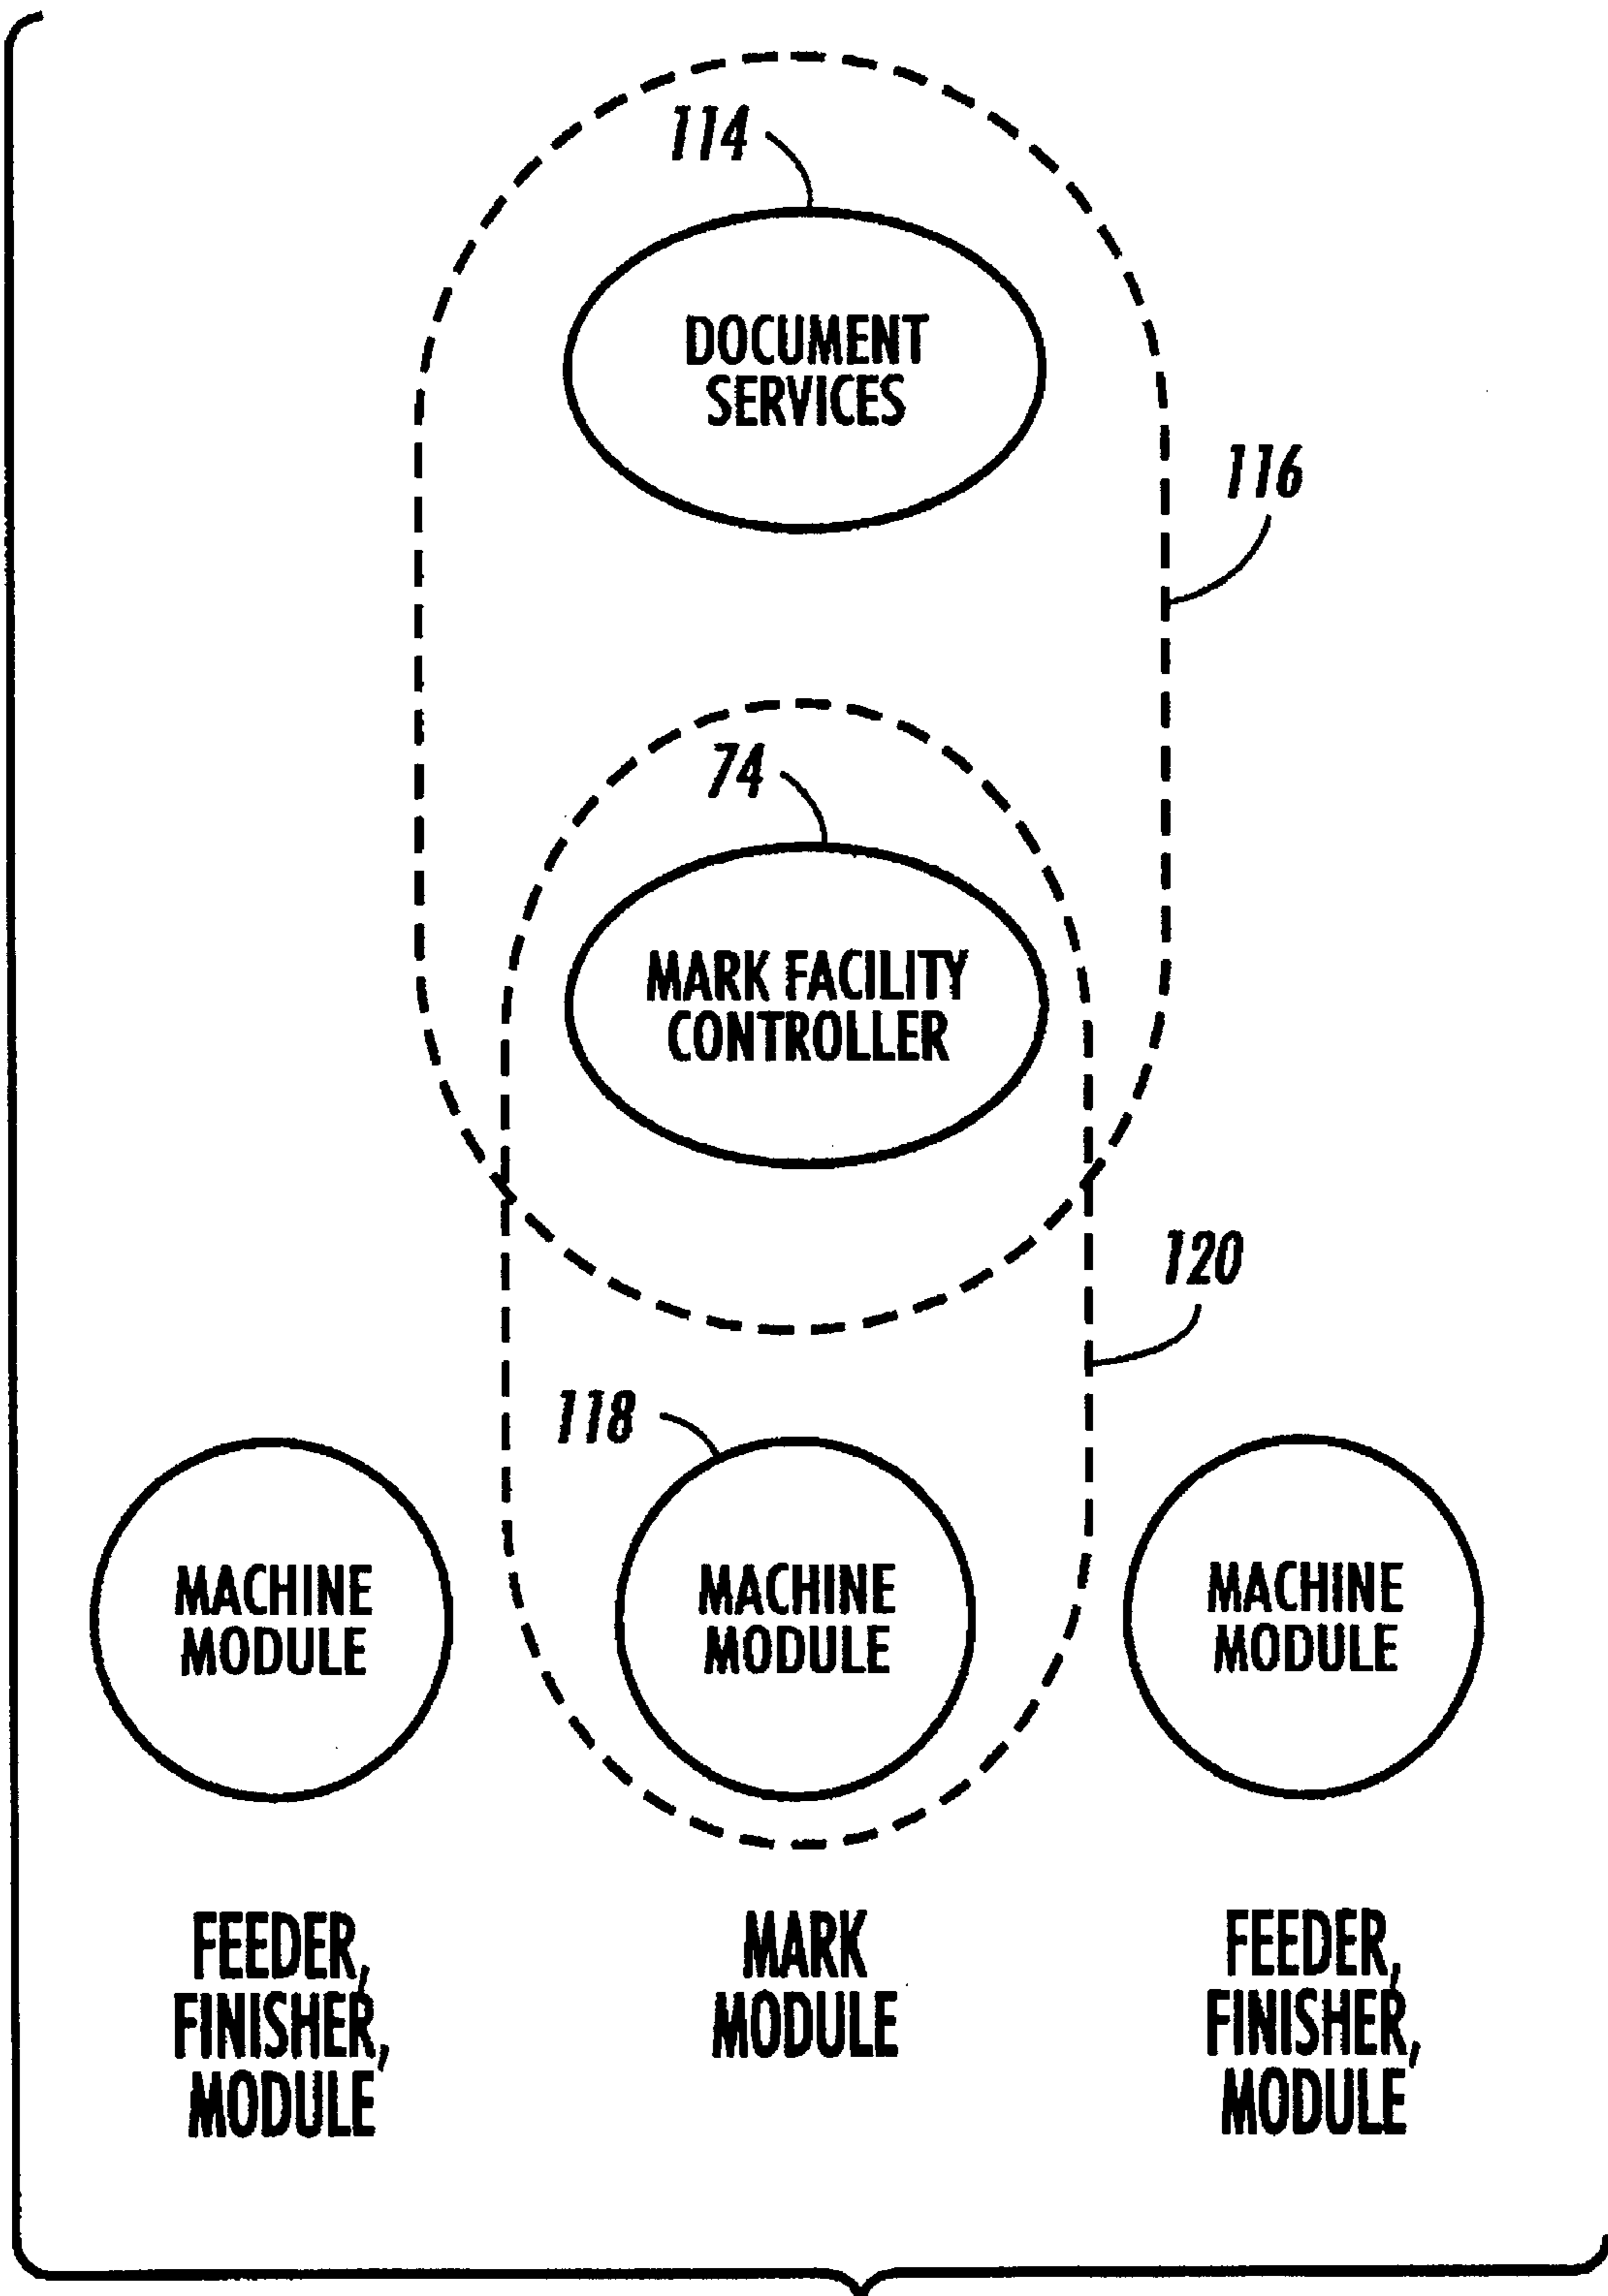 114
DOCUMENT
SERVICES
116
74
MARK FACILITY
CONTROLLER
120
118
MACHINE
MODULE
MACHINE
MODULE
MACHINE
MODULE
FEEDER,
FINISHER,
MODULE
MARK
MODULE
FEEDER,
FINISHER,
MODULE